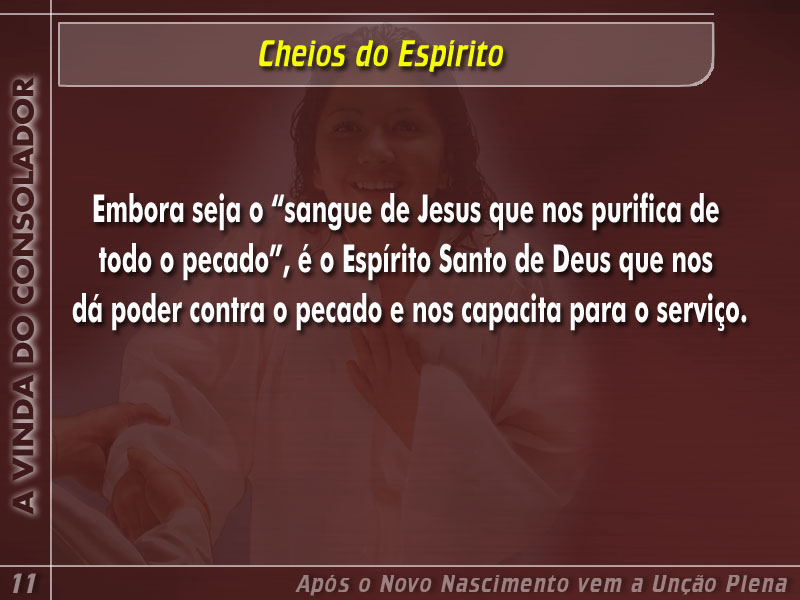 Cheios do Espírito
A VINDA DO CONSOLADOR
Embora seja o “sangue de Jesus que nos purifica de
todo o pecado”, é o Espírito Santo de Deus que nos
dá poder contra o pecado e nos capacita para o serviço.
11
Após o Novo Nascimento vem a Unção Plena